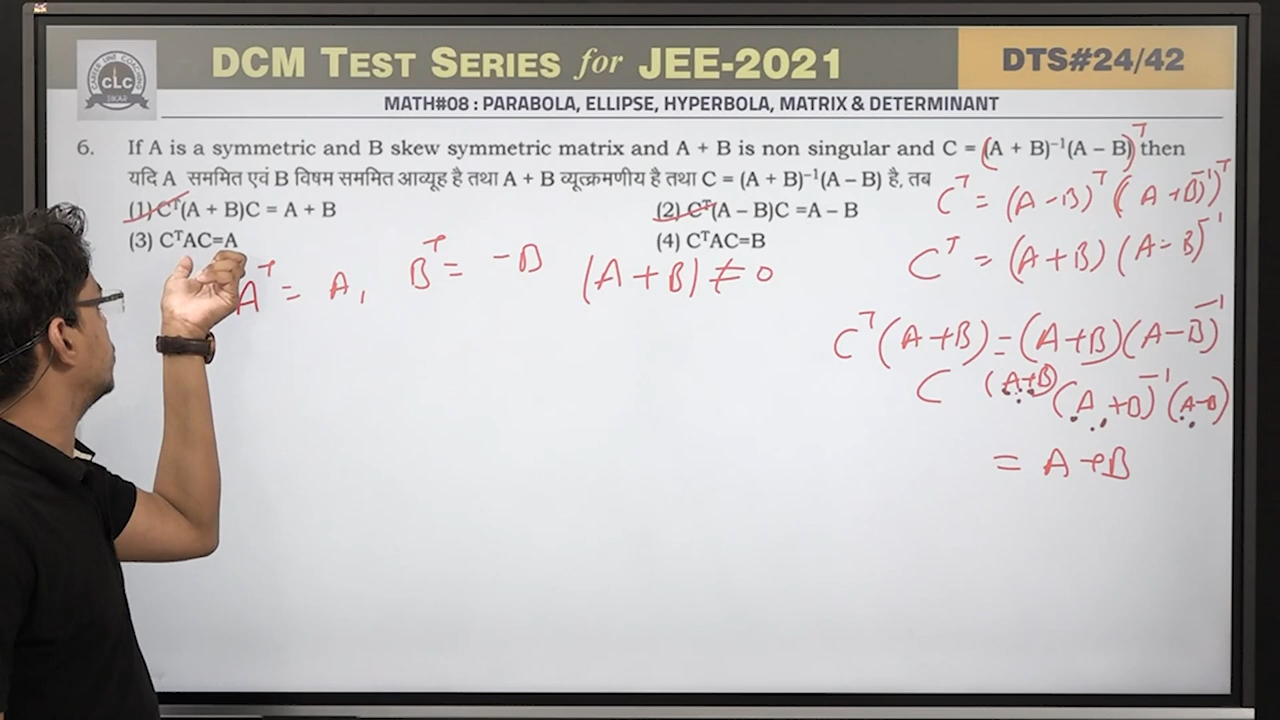 DCM TEST SERIES for JEE-2021
DTS#24/42
CLC
SIKAR
MATH#08 : PARABOLA, ELLIPSE, HYPERBOLA, MATRIX & DETERMINANT
6. If A is a symmetric and B skew symmetric matrix and A + B is non singular and C = (A + B)⁻¹(A – B) then
यदि A सममित एवं B विषम सममित आव्यूह है तथा A + B व्यूत्क्रमणीय है तथा C = (A + B)⁻¹(A – B) है, तब
(1) Cᵀ(A + B)C = A + B
(2) Cᵀ(A – B)C =A – B
(3) CᵀAC=A
(4) CᵀAC=B
Aᵀ = A, Bᵀ = -B (A+B) ≠ 0
T
Cᵀ = (A-B)ᵀ (A+B)⁻¹)ᵀ
Cᵀ = (A+B) (A-B)⁻¹
Cᵀ(A+B) = (A+B)(A-B)⁻¹
C (A+B) (A+B)⁻¹ (A-B)
= A+B